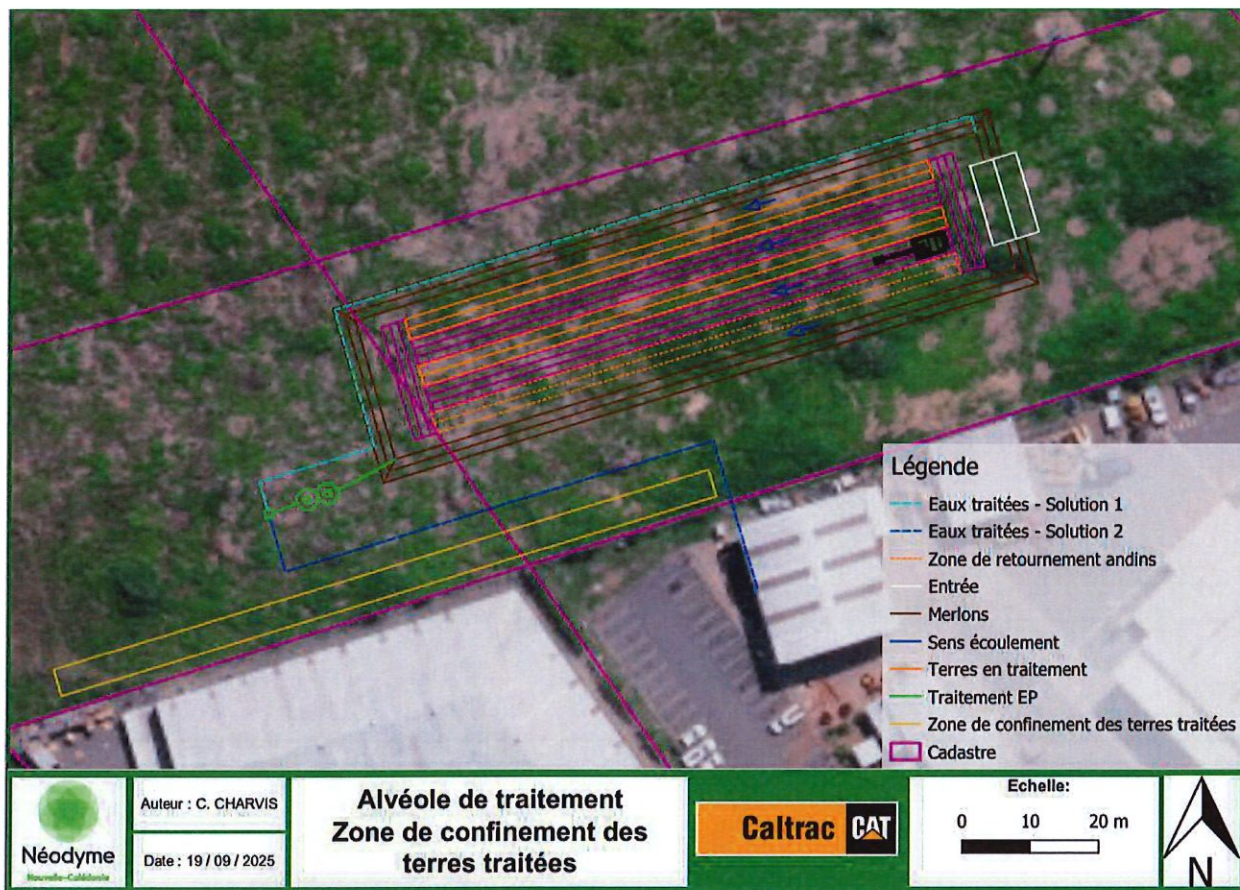 Légende
Eaux traitées - Solution 1
Eaux traitées - Solution 2
Zone de retournement andins
Entrée
Merlons
Sens écoulement
Terres en traitement
Traitement EP
Zone de confinement des terres traitées
Cadastre
Néodyme
Nouvelle-Calédonie
Auteur : C. CHARVIS
Date : 19 / 09 / 2025
Alvéole de traitement
Zone de confinement des
terres traitées
Caltrac CAT
Echelle:
0 10 20 m
N